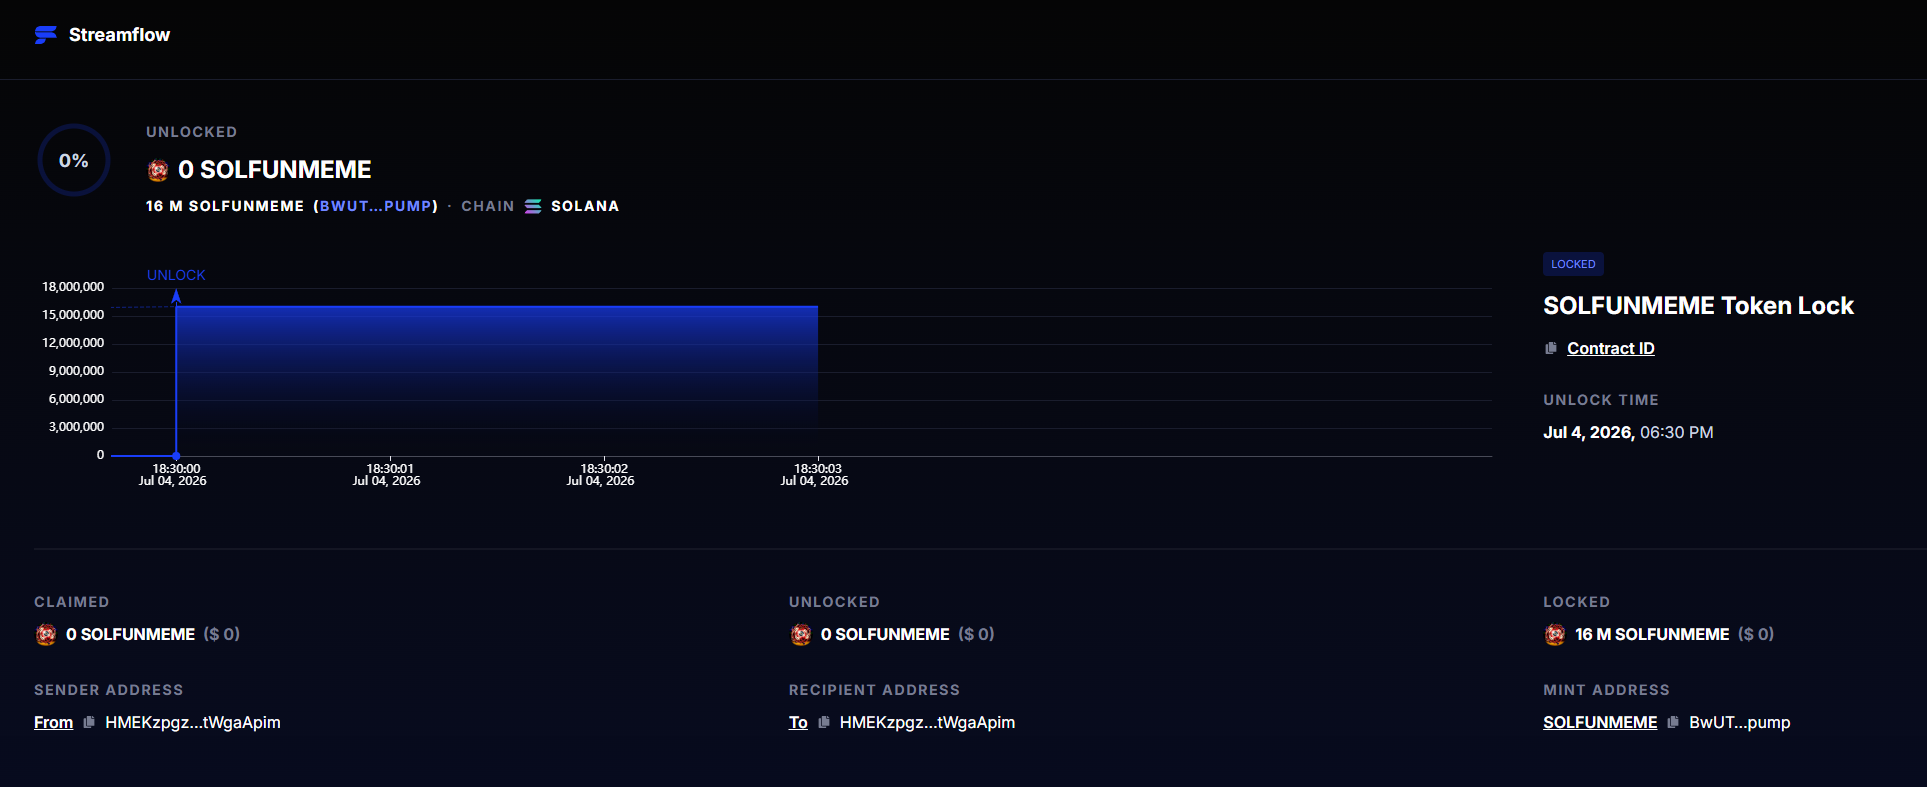 Streamflow
0%
UNLOCKED
0 SOLFUNMEME
16 M SOLFUNMEME (BWUT...PUMP) · CHAIN SOLANA
UNLOCK
18,000,000
15,000,000
12,000,000
9,000,000
6,000,000
3,000,000
0
18:30:00 18:30:01 18:30:02 18:30:03
Jul 04, 2026 Jul 04, 2026 Jul 04, 2026 Jul 04, 2026
LOCKED
SOLFUNMEME Token Lock
Contract ID
UNLOCK TIME
Jul 4, 2026, 06:30 PM
CLAIMED
0 SOLFUNMEME ($ 0)
UNLOCKED
0 SOLFUNMEME ($ 0)
LOCKED
16 M SOLFUNMEME ($ 0)
SENDER ADDRESS
From HMEKzpgz...tWgaApim
RECIPIENT ADDRESS
To HMEKzpgz...tWgaApim
MINT ADDRESS
SOLFUNMEME BwUT...pump